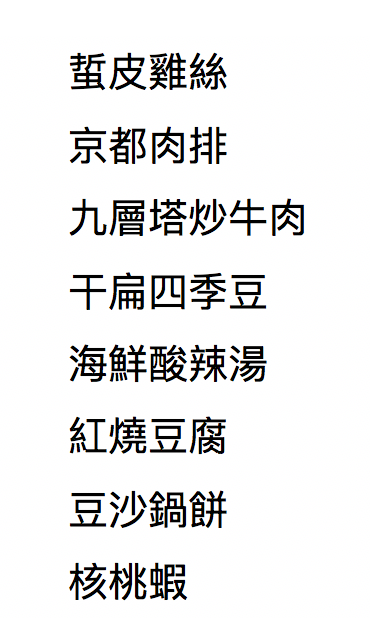 蜇皮雞絲
京都肉排
九層塔炒牛肉
干扁四季豆
海鮮酸辣湯
紅燒豆腐
豆沙鍋餅
核桃蝦